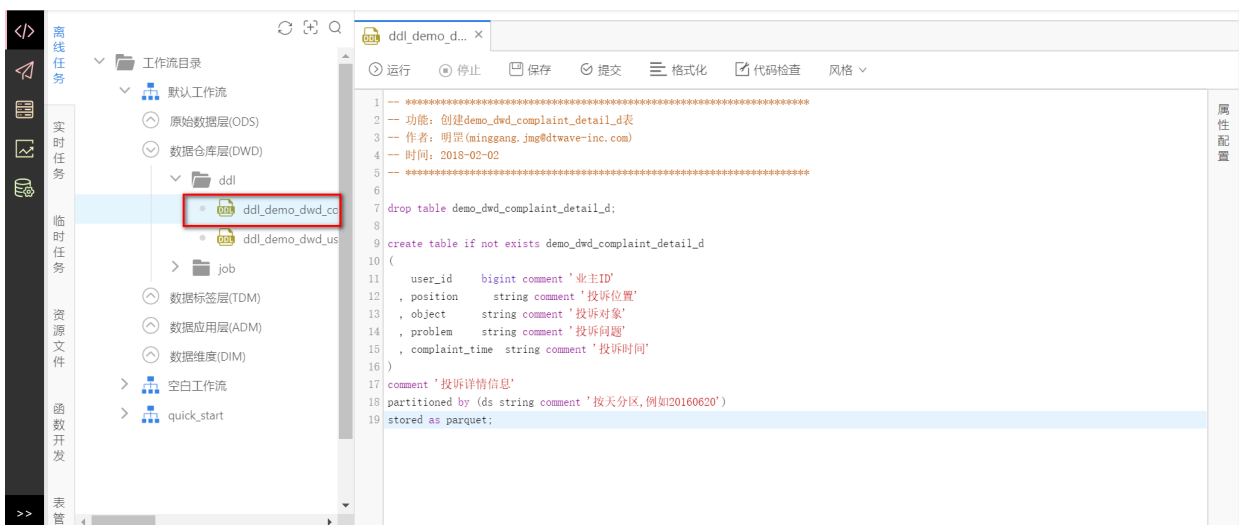 </>
离线任务
实时任务
临时任务
资源文件
函数开发
表管
>>
工作流目录
默认工作流
原始数据层(ODS)
数据仓库层(DWD)
ddl
DDL ddl_demo_dwd_co
DDL ddl_demo_dwd_us
job
数据标签层(TDM)
数据应用层(ADM)
数据维度(DIM)
空白工作流
quick_start
DDL ddl_demo_d... ×
运行 停止 保存 提交 格式化 代码检查 风格
1 -- *********************************************************************
2 -- 功能: 创建demo_dwd_complaint_detail_d表
3 -- 作者: 明罡(minggang.jmg@dtwave-inc.com)
4 -- 时间: 2018-02-02
5 -- *********************************************************************
6
7 drop table demo_dwd_complaint_detail_d;
8
9 create table if not exists demo_dwd_complaint_detail_d
10 (
11 user_id bigint comment '业主ID'
12 , position string comment '投诉位置'
13 , object string comment '投诉对象'
14 , problem string comment '投诉问题'
15 , complaint_time string comment '投诉时间'
16 )
17 comment '投诉详情信息'
18 partitioned by (ds string comment '按天分区,例如20160620')
19 stored as parquet;
属性配置